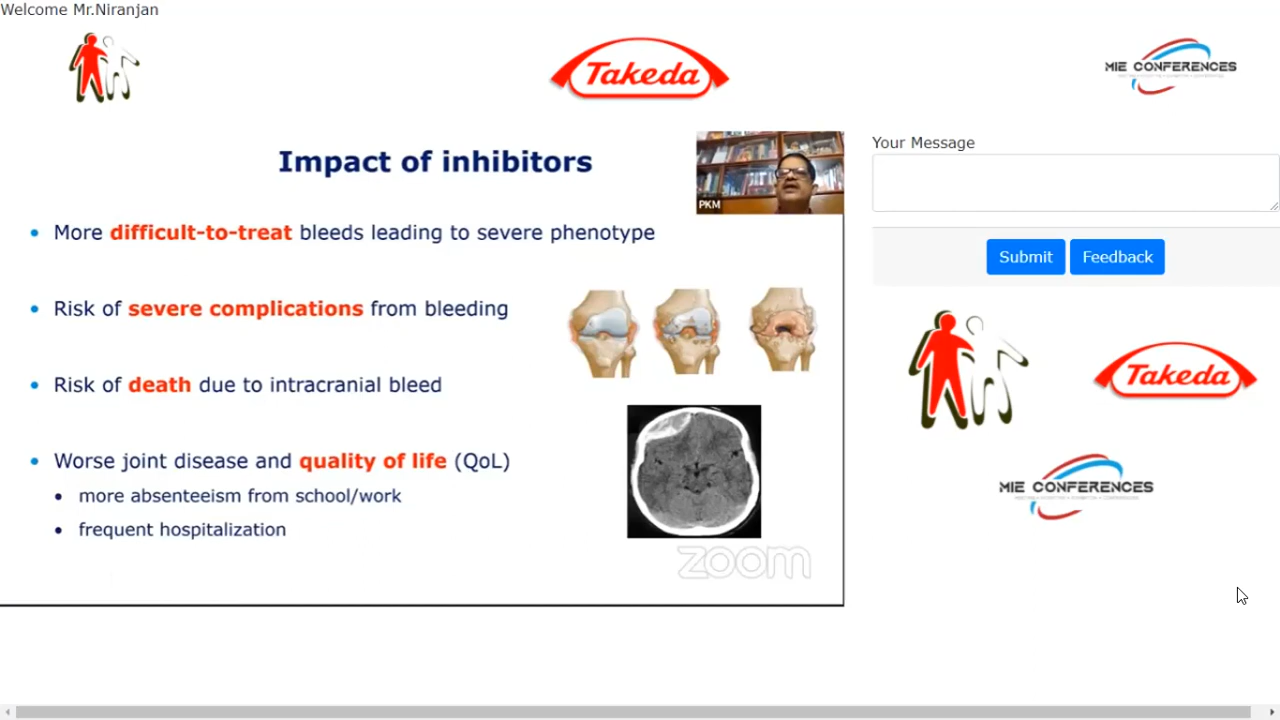 Welcome Mr.Niranjan
Takeda
MIE CONFERENCES
Impact of inhibitors
PKM
Your Message
• More difficult-to-treat bleeds leading to severe phenotype
Submit
Feedback
• Risk of severe complications from bleeding
• Risk of death due to intracranial bleed
Takeda
• Worse joint disease and quality of life (QoL)
• more absenteeism from school/work
• frequent hospitalization
MIE CONFERENCES
zoom